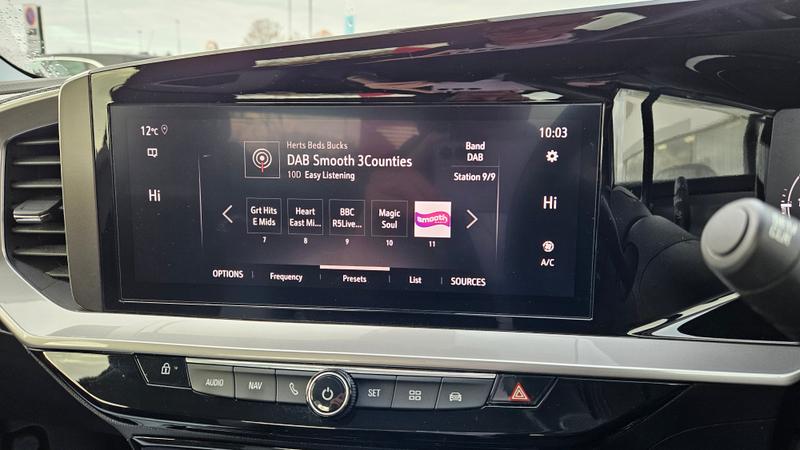 12°C
Herts Beds Bucks
DAB Smooth 3Counties
10D Easy Listening
Band
DAB
Station 9/9
10:03
Hi
Hi
Grt Hits
E Mids
Heart
East Mi...
BBC
R5Live...
Magic
Soul
smooth
7
8
9
10
11
A/C
OPTIONS
Frequency
Presets
List
SOURCES
AUDIO
NAV
SET